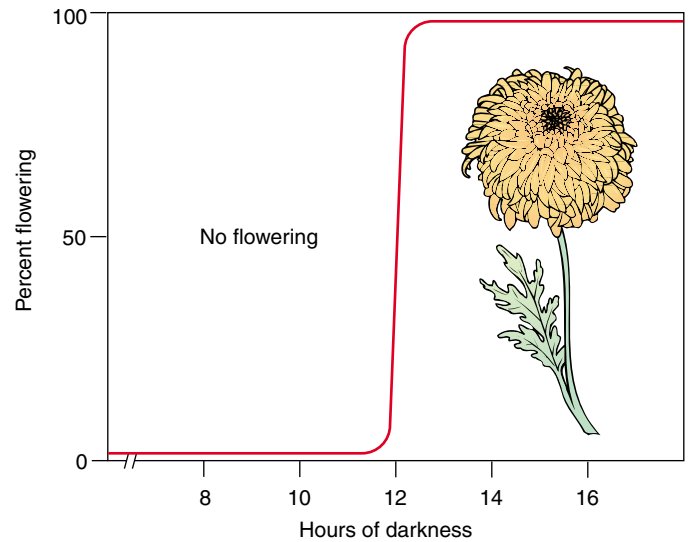 100
Percent flowering
50
No flowering
0
8 10 12 14 16
Hours of darkness